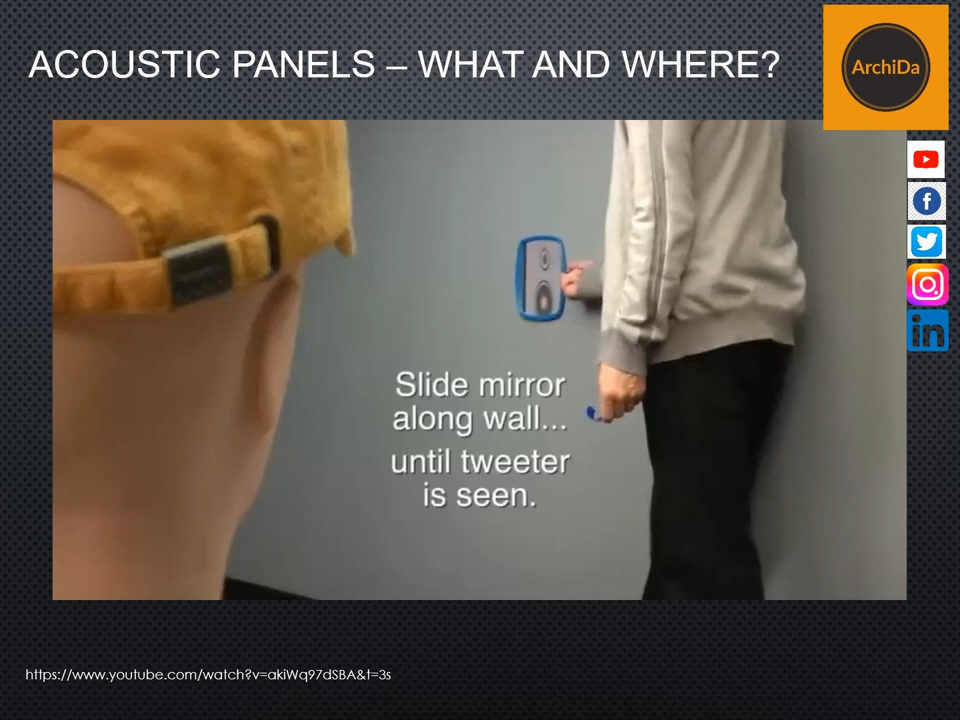 ACOUSTIC PANELS – WHAT AND WHERE?
ArchiDa
Slide mirror
along wall...
until tweeter
is seen.
https://www.youtube.com/watch?v=akiWq97dSBA&t=3s